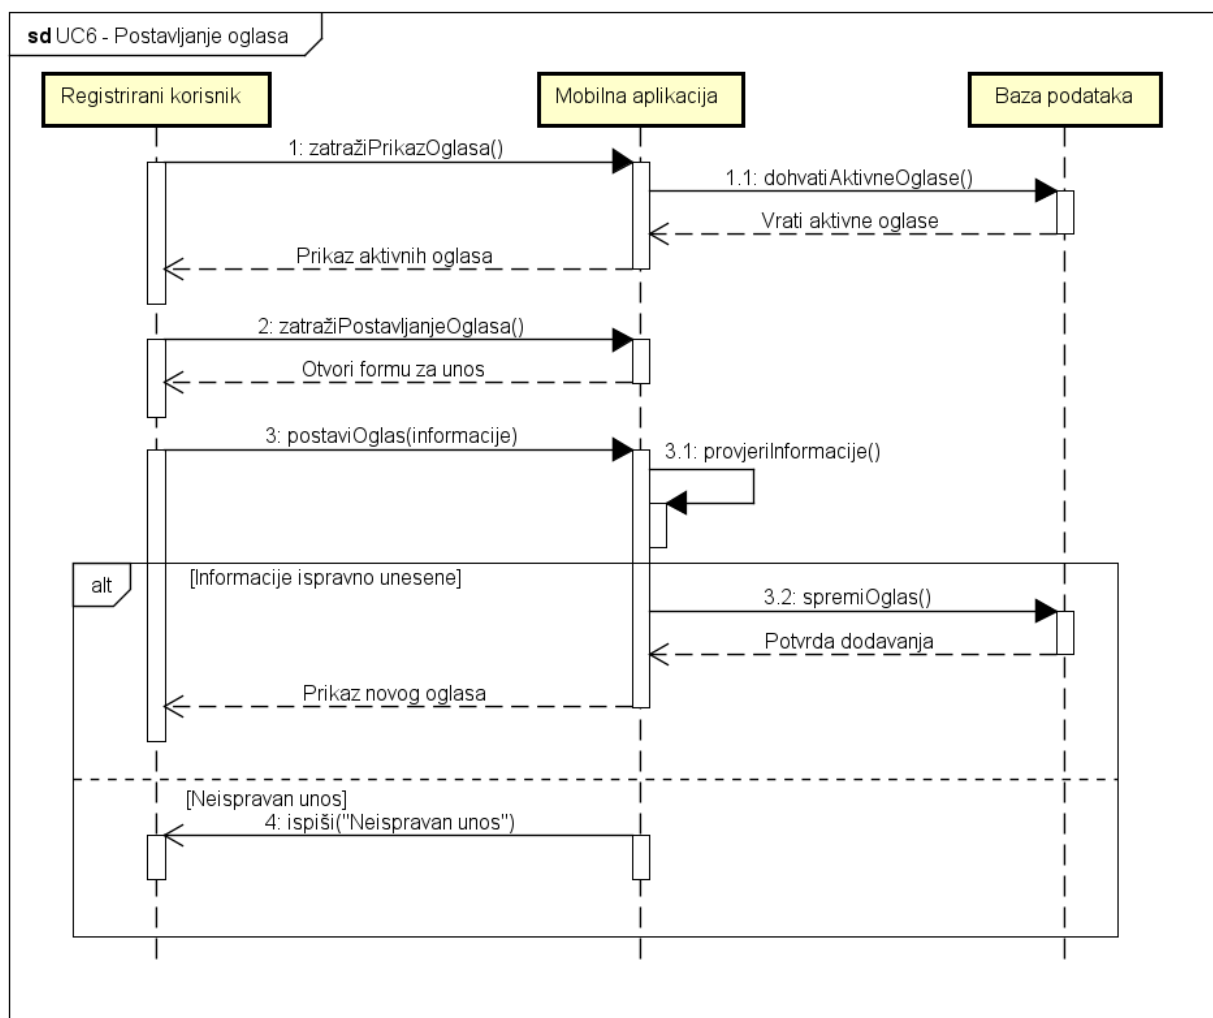 sd UC6 - Postavljanje oglasa
Registrirani korisnik
Mobilna aplikacija
Baza podataka
1: zatražiPrikazOglasa()
1.1: dohvatiAktivneOglase()
Vrati aktivne oglase
Prikaz aktivnih oglasa
2: zatražiPostavljanjeOglasa()
Otvori formu za unos
3: postaviOglas(informacije)
3.1: provjeriInformacije()
alt
[Informacije ispravno unesene]
3.2: spremiOglas()
Potvrda dodavanja
Prikaz novog oglasa
[Neispravan unos]
4: ispiši("Neispravan unos")